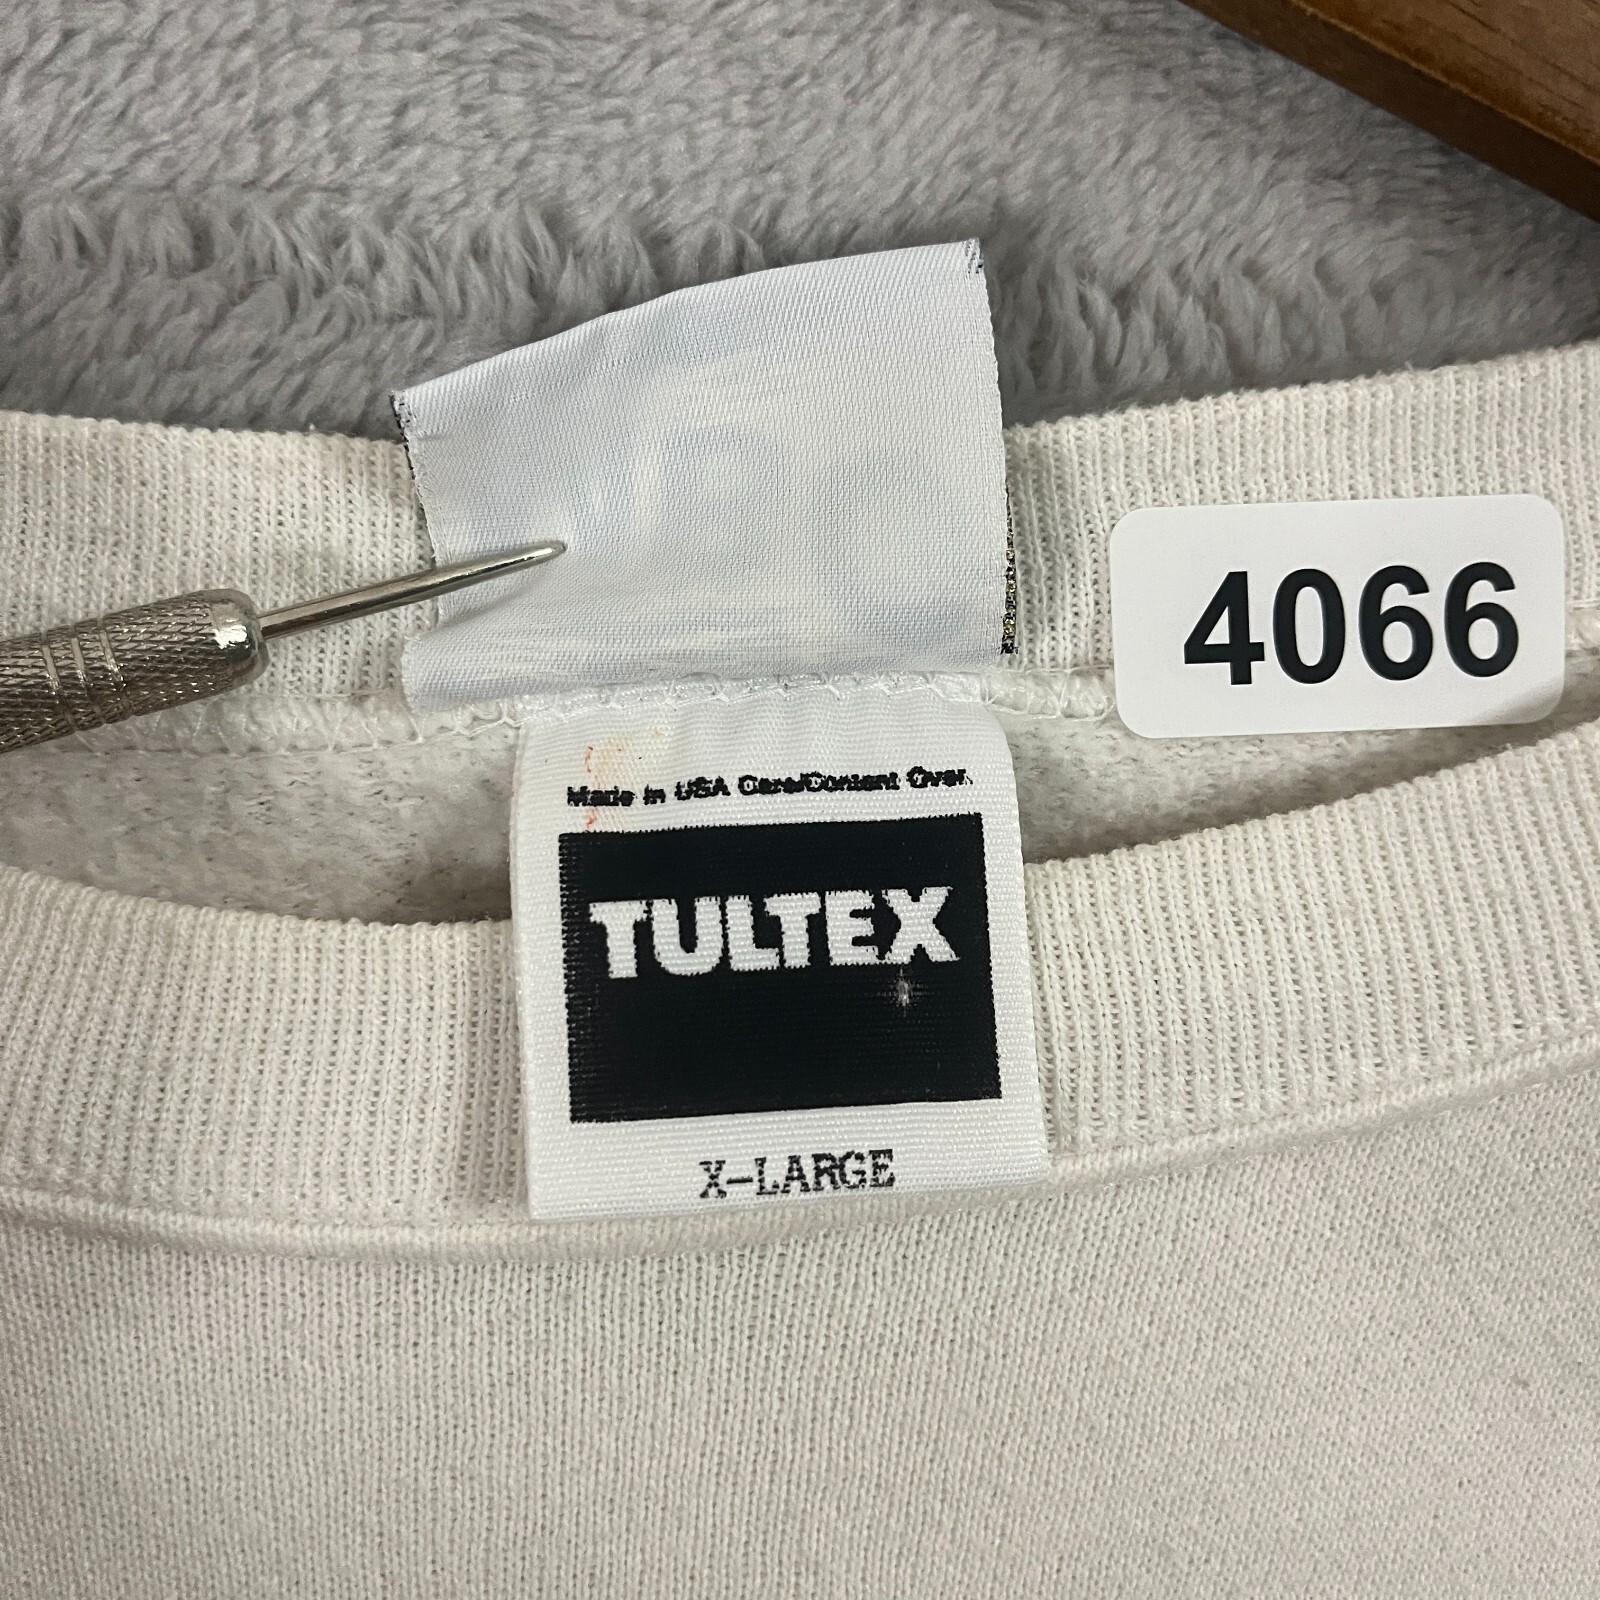 4066
Made in USA Care/Content Over
TULTEX
X-LARGE